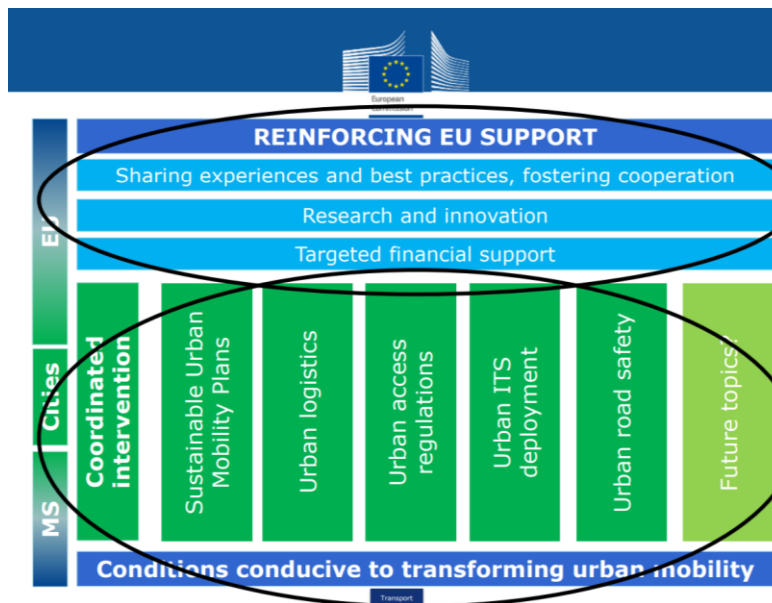 European
Commission
REINFORCING EU SUPPORT
Sharing experiences and best practices, fostering cooperation
Research and innovation
Targeted financial support
EU
Cities
MS
Coordinated
intervention
Sustainable Urban
Mobility Plans
Urban logistics
Urban access
regulations
Urban ITS
deployment
Urban road safety
Future topics?
Conditions conducive to transforming urban mobility
Transport